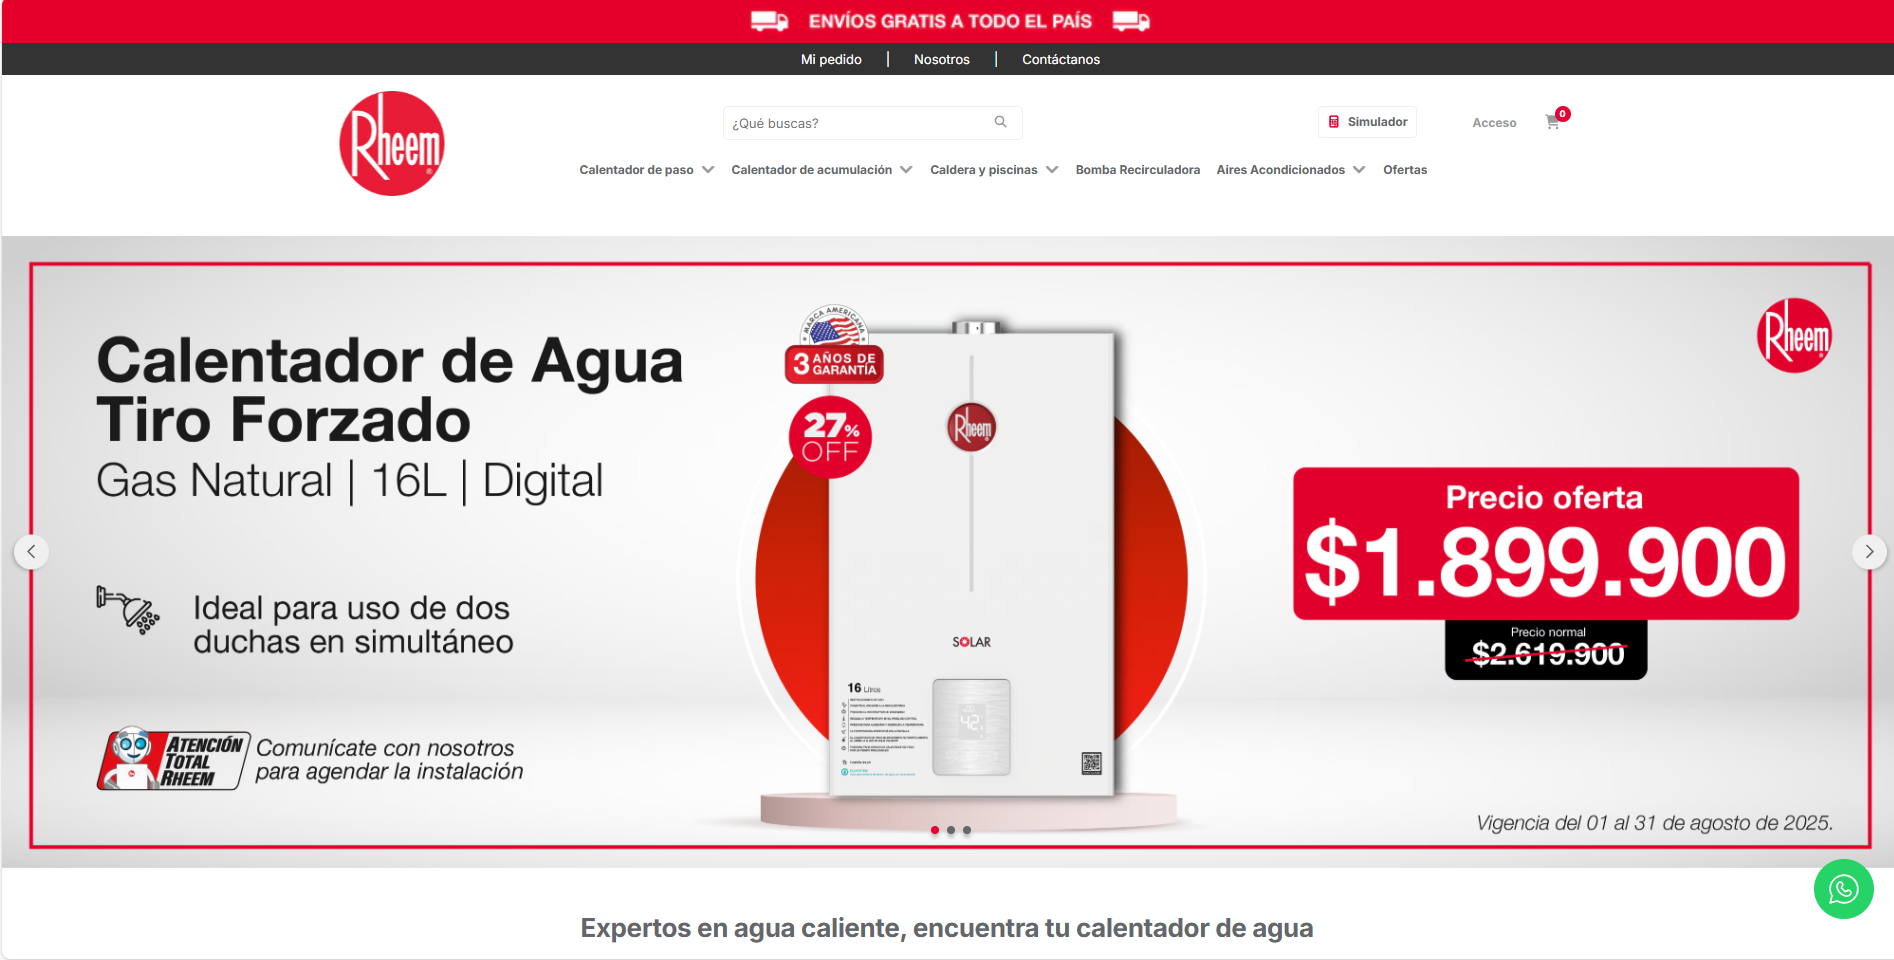 ENVÍOS GRATIS A TODO EL PAÍS
Mi pedido | Nosotros | Contáctanos
Rheem
¿Qué buscas?
Simulador
Acceso
0
Calentador de paso
Calentador de acumulación
Caldera y piscinas
Bomba Recirculadora
Aires Acondicionados
Ofertas
Calentador de Agua
Tiro Forzado
Gas Natural | 16L | Digital
Ideal para uso de dos
duchas en simultáneo
ATENCIÓN
TOTAL
RHEEM
Comunícate con nosotros
para agendar la instalación
MARCA AMERICANA
3 AÑOS DE
GARANTÍA
27%
OFF
Rheem
SOLAR
16 Litros
42
Rheem
Precio oferta
$1.899.900
Precio normal
$2.619.900
Vigencia del 01 al 31 de agosto de 2025.
Expertos en agua caliente, encuentra tu calentador de agua